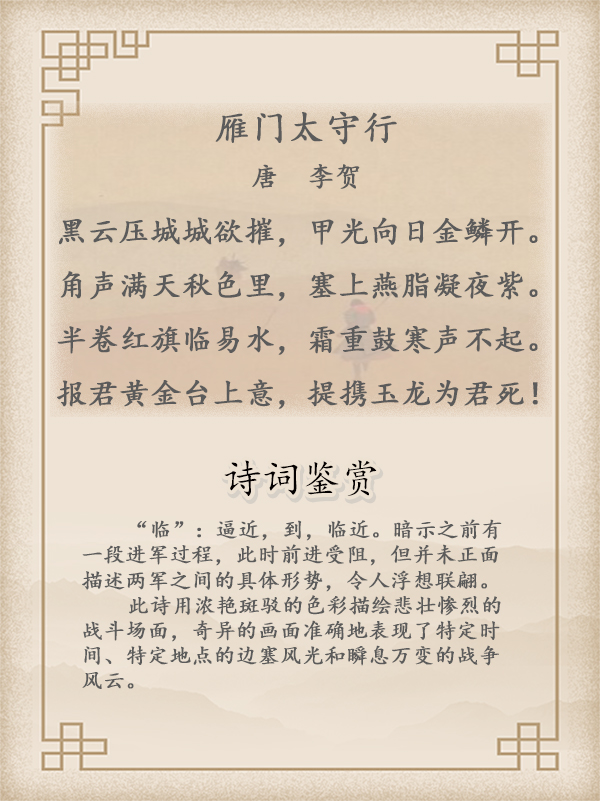 雁门太守行
唐 李贺
黑云压城城欲摧，甲光向日金鳞开。
角声满天秋色里，塞上燕脂凝夜紫。
半卷红旗临易水，霜重鼓寒声不起。
报君黄金台上意，提携玉龙为君死！
诗词鉴赏
“临”：逼近，到，临近。暗示之前有
一段进军过程，此时前进受阻，但并未正面
描述两军之间的具体形势，令人浮想联翩。
此诗用浓艳斑驳的色彩描绘悲壮惨烈的
战斗场面，奇异的画面准确地表现了特定时
间、特定地点的边塞风光和瞬息万变的战争
风云。